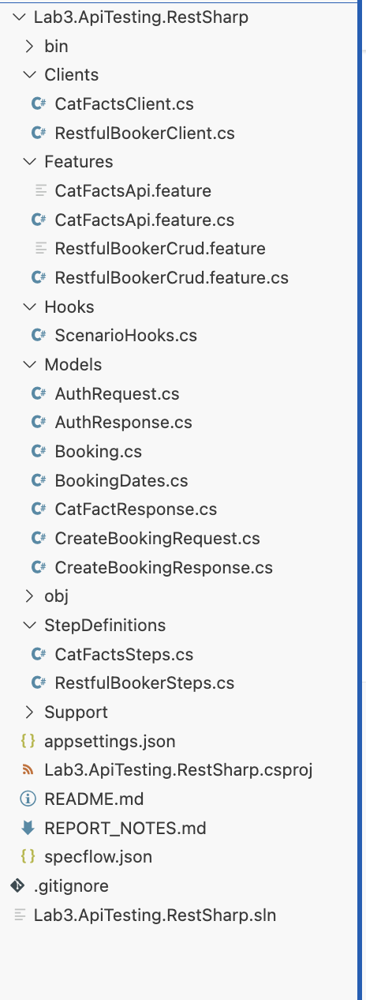 Lab3.ApiTesting.RestSharp
bin
Clients
C# CatFactsClient.cs
C# RestfulBookerClient.cs
Features
CatFactsApi.feature
C# CatFactsApi.feature.cs
RestfulBookerCrud.feature
C# RestfulBookerCrud.feature.cs
Hooks
C# ScenarioHooks.cs
Models
C# AuthRequest.cs
C# AuthResponse.cs
C# Booking.cs
C# BookingDates.cs
C# CatFactResponse.cs
C# CreateBookingRequest.cs
C# CreateBookingResponse.cs
obj
StepDefinitions
C# CatFactsSteps.cs
C# RestfulBookerSteps.cs
Support
{} appsettings.json
Lab3.ApiTesting.RestSharp.csproj
README.md
REPORT_NOTES.md
{} specflow.json
.gitignore
Lab3.ApiTesting.RestSharp.sln